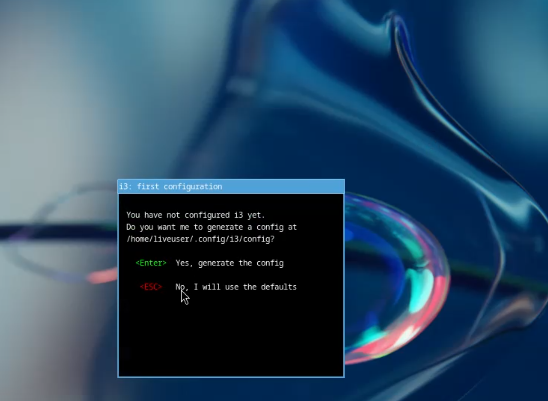 i3: first configuration
You have not configured i3 yet.
Do you want me to generate a config at
/home/liveuser/.config/i3/config?
<Enter> Yes, generate the config
<ESC> No, I will use the defaults